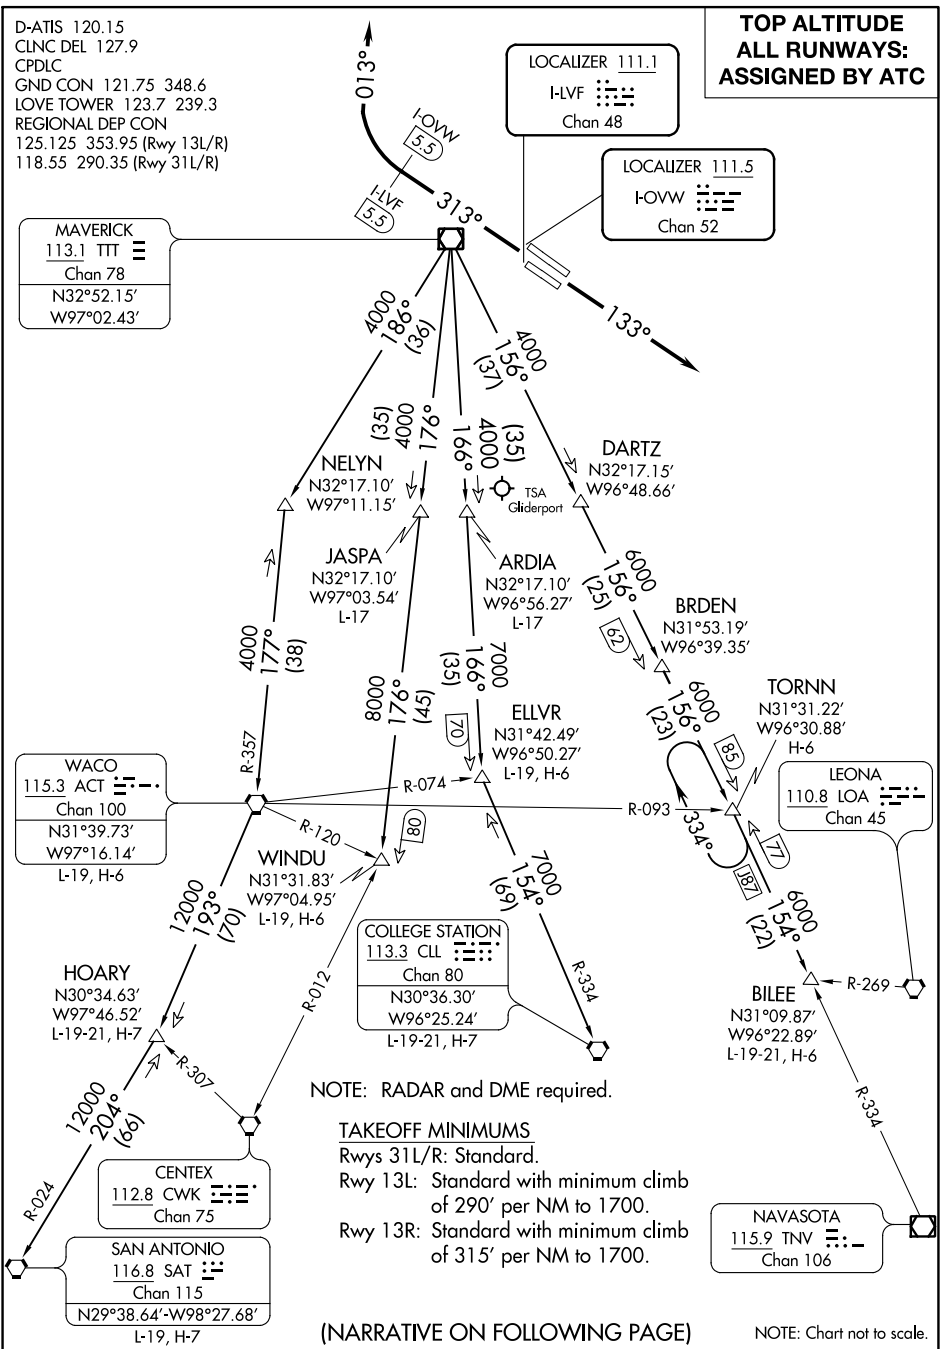 D-ATIS 120.15
CLNC DEL 127.9
CPDLC
GND CON 121.75 348.6
LOVE TOWER 123.7 239.3
REGIONAL DEP CON
125.125 353.95 (Rwy 13L/R)
118.55 290.35 (Rwy 31L/R)
TOP ALTITUDE
ALL RUNWAYS:
ASSIGNED BY ATC
LOCALIZER 111.1
I-LVF
Chan 48
LOCALIZER 111.5
I-OVW
Chan 52
013°
I-OVW
5.5
I-LVF
5.5
313°
133°
MAVERICK
113.1 TTT
Chan 78
N32°52.15'
W97°02.43'
4000
186°
(36)
(35)
4000
176°
(35)
4000
166°
4000
156°
(37)
NELYN
N32°17.10'
W97°11.15'
JASPA
N32°17.10'
W97°03.54'
L-17
TSA
Gliderport
ARDIA
N32°17.10'
W96°56.27'
L-17
DARTZ
N32°17.15'
W96°48.66'
6000
156°
(25)
62
BRDEN
N31°53.19'
W96°39.35'
4000
177°
(38)
8000
176°
(45)
7000
166°
(35)
70
ELLVR
N31°42.49'
W96°50.27'
L-19, H-6
6000
156°
(23)
85
TORNN
N31°31.22'
W96°30.88'
H-6
R-357
WACO
115.3 ACT
Chan 100
N31°39.73'
W97°16.14'
L-19, H-6
R-074
R-093
R-120
80
WINDU
N31°31.83'
W97°04.95'
L-19, H-6
334°
77
J87
LEONA
110.8 LOA
Chan 45
12000
193°
(70)
7000
154°
(69)
6000
154°
(22)
COLLEGE STATION
113.3 CLL
Chan 80
N30°36.30'
W96°25.24'
L-19-21, H-7
R-334
HOARY
N30°34.63'
W97°46.52'
L-19-21, H-7
R-012
R-307
BILEE
N31°09.87'
W96°22.89'
L-19-21, H-6
R-269
R-334
12000
204°
(66)
R-024
CENTEX
112.8 CWK
Chan 75
SAN ANTONIO
116.8 SAT
Chan 115
N29°38.64'-W98°27.68'
L-19, H-7
NOTE: RADAR and DME required.
TAKEOFF MINIMUMS
Rwys 31L/R: Standard.
Rwy 13L: Standard with minimum climb
of 290' per NM to 1700.
Rwy 13R: Standard with minimum climb
of 315' per NM to 1700.
NAVASOTA
115.9 TNV
Chan 106
(NARRATIVE ON FOLLOWING PAGE)
NOTE: Chart not to scale.